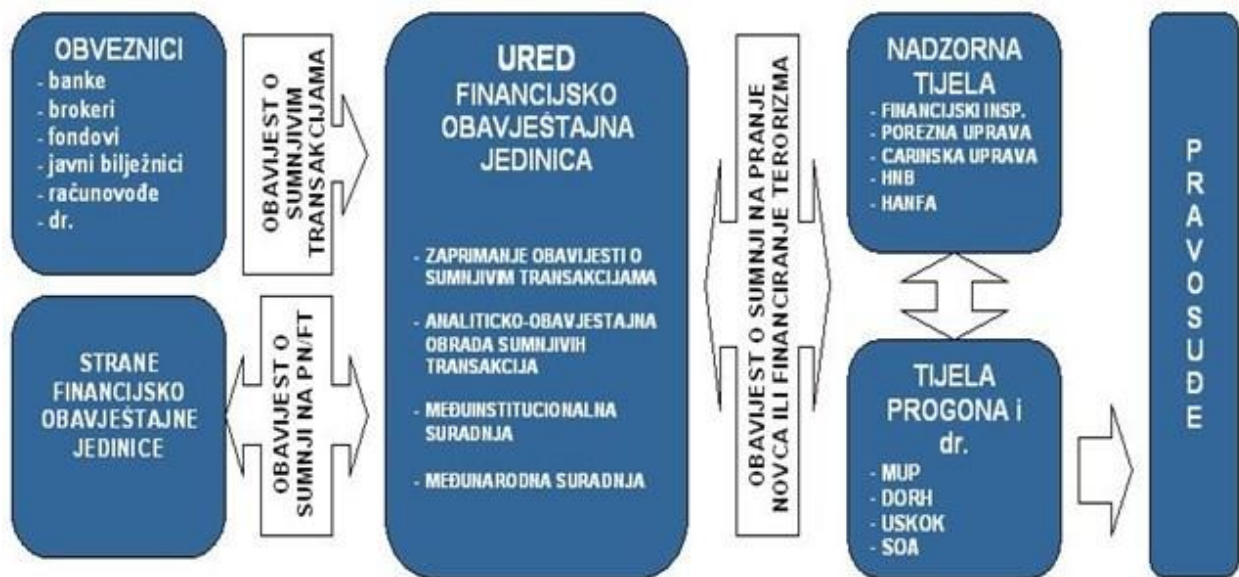 OBVEZNICI
- banke
- brokeri
- fondovi
- javni bilježnici
- računovođe
- dr.
OBAVIJEST O
SUMNJIVIM
TRANSAKCIJAMA
STRANE
FINANCIJSKO
OBAVJEŠTAJNE
JEDINICE
OBAVIJEST O
SUMNJI NA PN/FT
URED
FINANCIJSKO
OBAVJEŠTAJNA
JEDINICA
- ZAPRIMANJE OBAVIJESTI O
SUMNJIVIM TRANSAKCIJAMA
- ANALITICKO-OBAVJESTAJNA
OBRADA SUMNJIVIH
TRANSAKCIJA
- MEĐUINSTITUCIONALNA
SURADNJA
- MEĐUNARODNA SURADNJA
OBAVIJEST O SUMNJI NA PRANJE
NOVCA ILI FINANCIRANJE TERORIZMA
NADZORNA
TIJELA
- FINANCIJSKI INSP.
- POREZNA UPRAVA
- CARINSKA UPRAVA
- HNB
- HANFA
TIJELA
PROGONA i
dr.
- MUP
- DORH
- USKOK
- SOA
PRAVOSUĐE